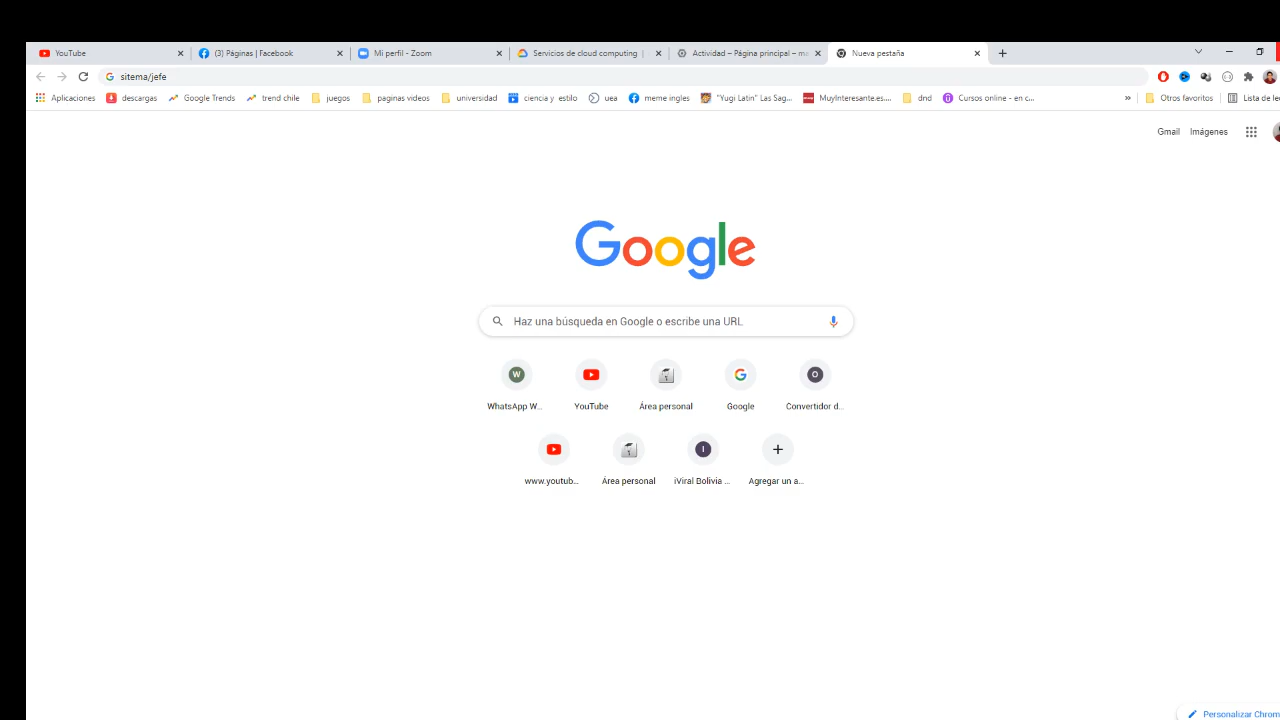 YouTube
(3) Páginas | Facebook
Mi perfil - Zoom
Servicios de cloud computing |
Actividad – Página principal – ma
Nueva pestaña
sitema/jefe
Aplicaciones
descargas
Google Trends
trend chile
juegos
paginas videos
universidad
ciencia y estilo
uea
meme ingles
"Yugi Latin" Las Sag...
MuyInteresante.es....
dnd
Cursos online - en c...
»
Otros favoritos
Lista de le
Gmail
Imágenes
Google
Haz una búsqueda en Google o escribe una URL
W
O
WhatsApp W...
YouTube
Área personal
Google
Convertidor d...
I
www.youtub...
Área personal
iViral Bolivia ...
Agregar un a...
Personalizar Chrom